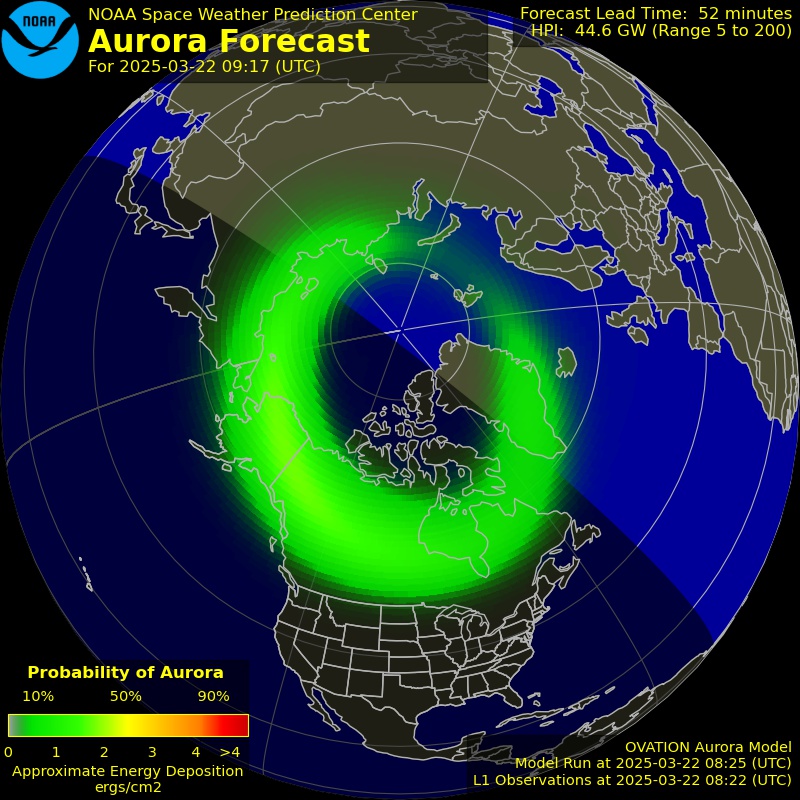 NOAA
NOAA Space Weather Prediction Center
Aurora Forecast
For 2025-03-22 09:17 (UTC)
Forecast Lead Time: 52 minutes
HPI: 44.6 GW (Range 5 to 200)
Probability of Aurora
10% 50% 90%
0 1 2 3 4 >4
Approximate Energy Deposition
ergs/cm2
OVATION Aurora Model
Model Run at 2025-03-22 08:25 (UTC)
L1 Observations at 2025-03-22 08:22 (UTC)